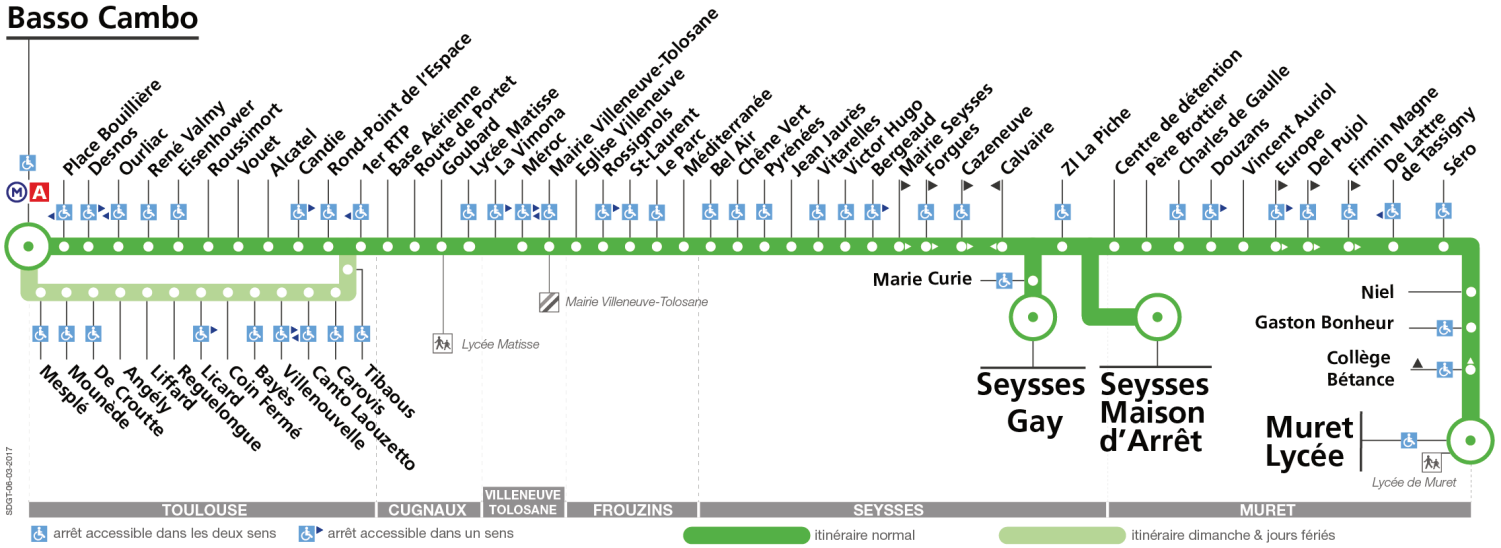 Basso Cambo
M A
Place Bouillière
Desnos
Ourliac
René Valmy
Eisenhower
Roussimort
Vouet
Alcatel
Candie
Rond-Point de l'Espace
1er RTP
Base Aérienne
Route de Portet
Goubard
Lycée Matisse
La Vimona
Méroc
Mairie Villeneuve-Tolosane
Eglise Villeneuve
Rossignols
St-Laurent
Le Parc
Méditerranée
Bel Air
Chêne Vert
Pyrénées
Jean Jaurès
Vitarelles
Victor Hugo
Bergeaud
Mairie Seysses
Forgues
Cazeneuve
Calvaire
ZI La Piche
Centre de détention
Père Brottier
Charles de Gaulle
Douzans
Vincent Auriol
Europe
Del Pujol
Firmin Magne
De Lattre
de Tassigny
Séro
Mesplé
Mounède
De Croutte
Angély
Liffard
Reguelongue
Licard
Coin Fermé
Bayès
Villenouvelle
Canto Laouzetto
Carovis
Tibaous
Lycée Matisse
Mairie Villeneuve-Tolosane
Marie Curie
Seysses
Gay
Seysses
Maison
d'Arrêt
Niel
Gaston Bonheur
Collège
Bétance
Muret
Lycée
Lycée de Muret
SDGT-06-03-2017
TOULOUSE
CUGNAUX
VILLENEUVE
TOLOSANE
FROUZINS
SEYSSES
MURET
arrêt accessible dans les deux sens
arrêt accessible dans un sens
itinéraire normal
itinéraire dimanche & jours fériés